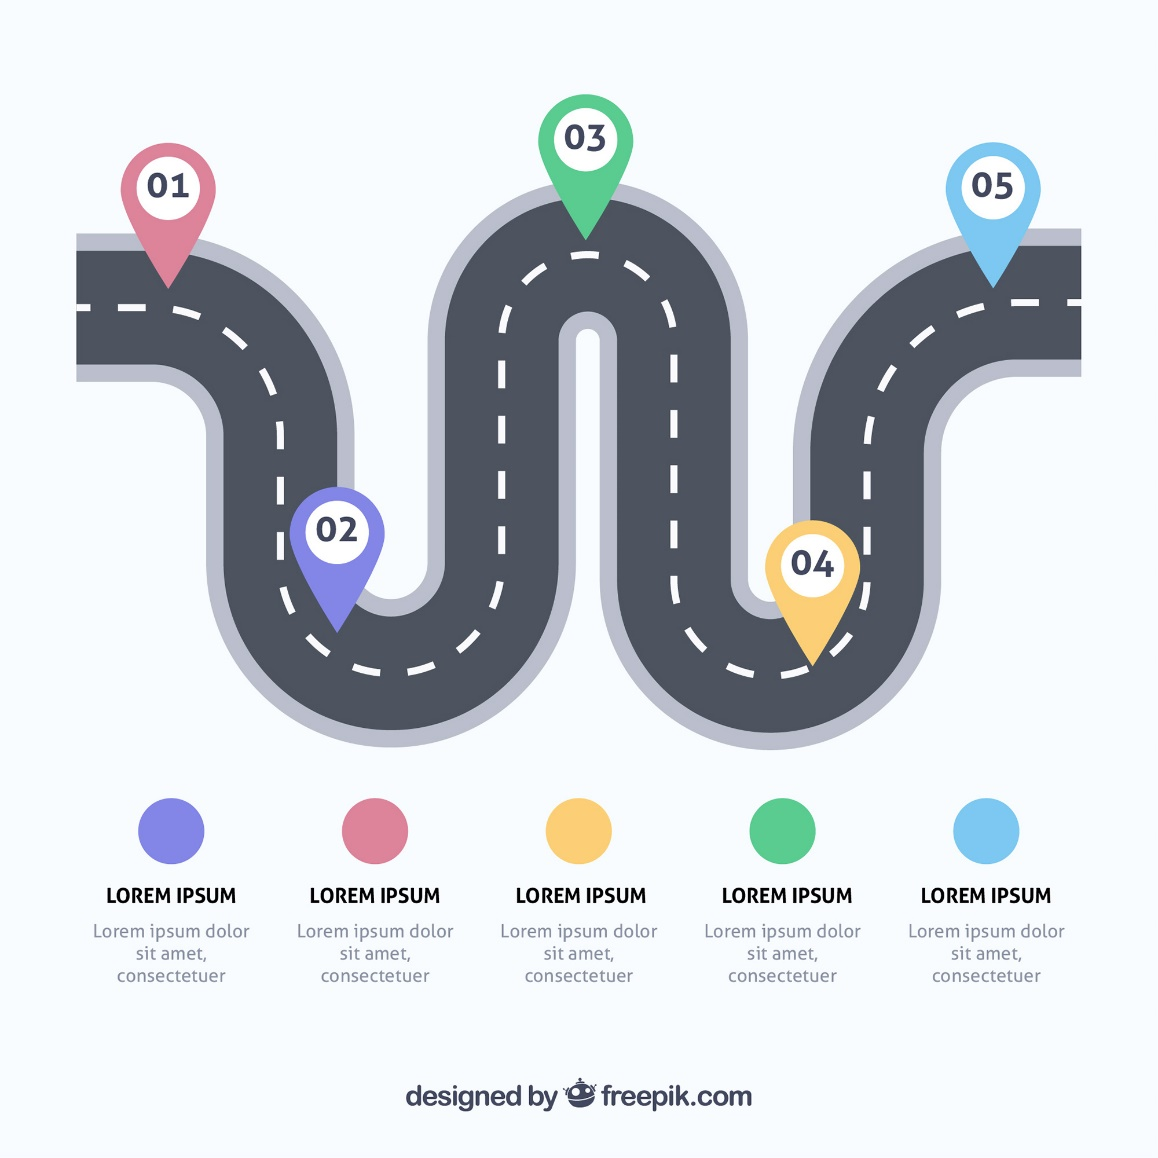 01
02
03
04
05
LOREM IPSUM
Lorem ipsum dolor
sit amet,
consectetuer
LOREM IPSUM
Lorem ipsum dolor
sit amet,
consectetuer
LOREM IPSUM
Lorem ipsum dolor
sit amet,
consectetuer
LOREM IPSUM
Lorem ipsum dolor
sit amet,
consectetuer
LOREM IPSUM
Lorem ipsum dolor
sit amet,
consectetuer
designed by freepik.com